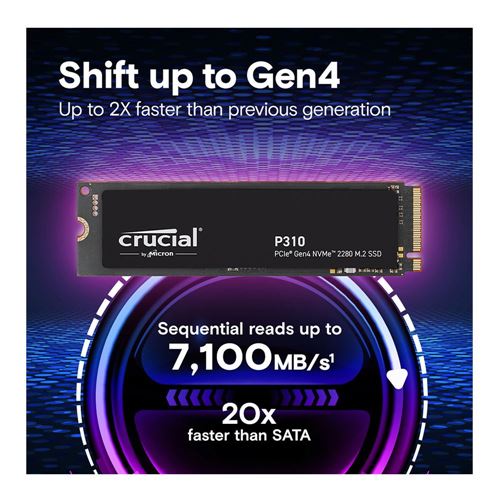 Shift up to Gen4
Up to 2X faster than previous generation
crucial
by Micron
P310
PCIe® Gen4 NVMe™ 2280 M.2 SSD
Sequential reads up to
7,100MB/s¹
20x
faster than SATA